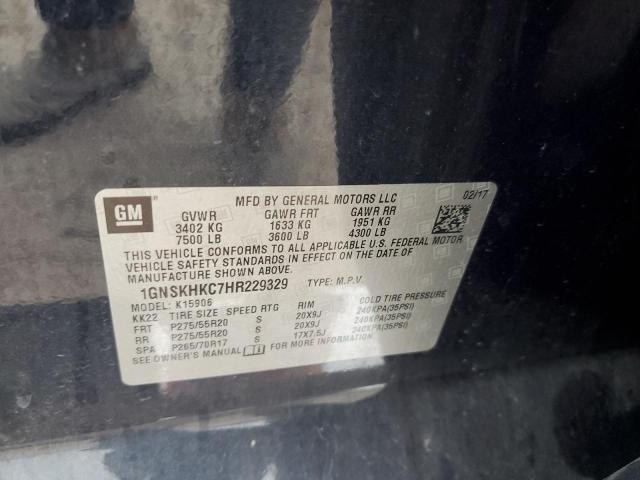 MFD BY GENERAL MOTORS LLC 02/17
GM
GVWR GAWR FRT GAWR RR
3402 KG 1633 KG 1951 KG
7500 LB 3600 LB 4300 LB
THIS VEHICLE CONFORMS TO ALL APPLICABLE U.S. FEDERAL MOTOR
VEHICLE SAFETY STANDARDS IN EFFECT ON THE DATE OF
MANUFACTURE SHOWN ABOVE.
1GNSKHKC7HR229329 TYPE: M.P.V.
MODEL: K15906
KK22 TIRE SIZE SPEED RTG RIM COLD TIRE PRESSURE
FRT P275/55R20 S 20X9J 240KPA(35PSI)
RR P275/55R20 S 20X9J 240KPA(35PSI)
SPA P265/70R17 S 17X7.5J 240KPA(35PSI)
SEE OWNER'S MANUAL FOR MORE INFORMATION.